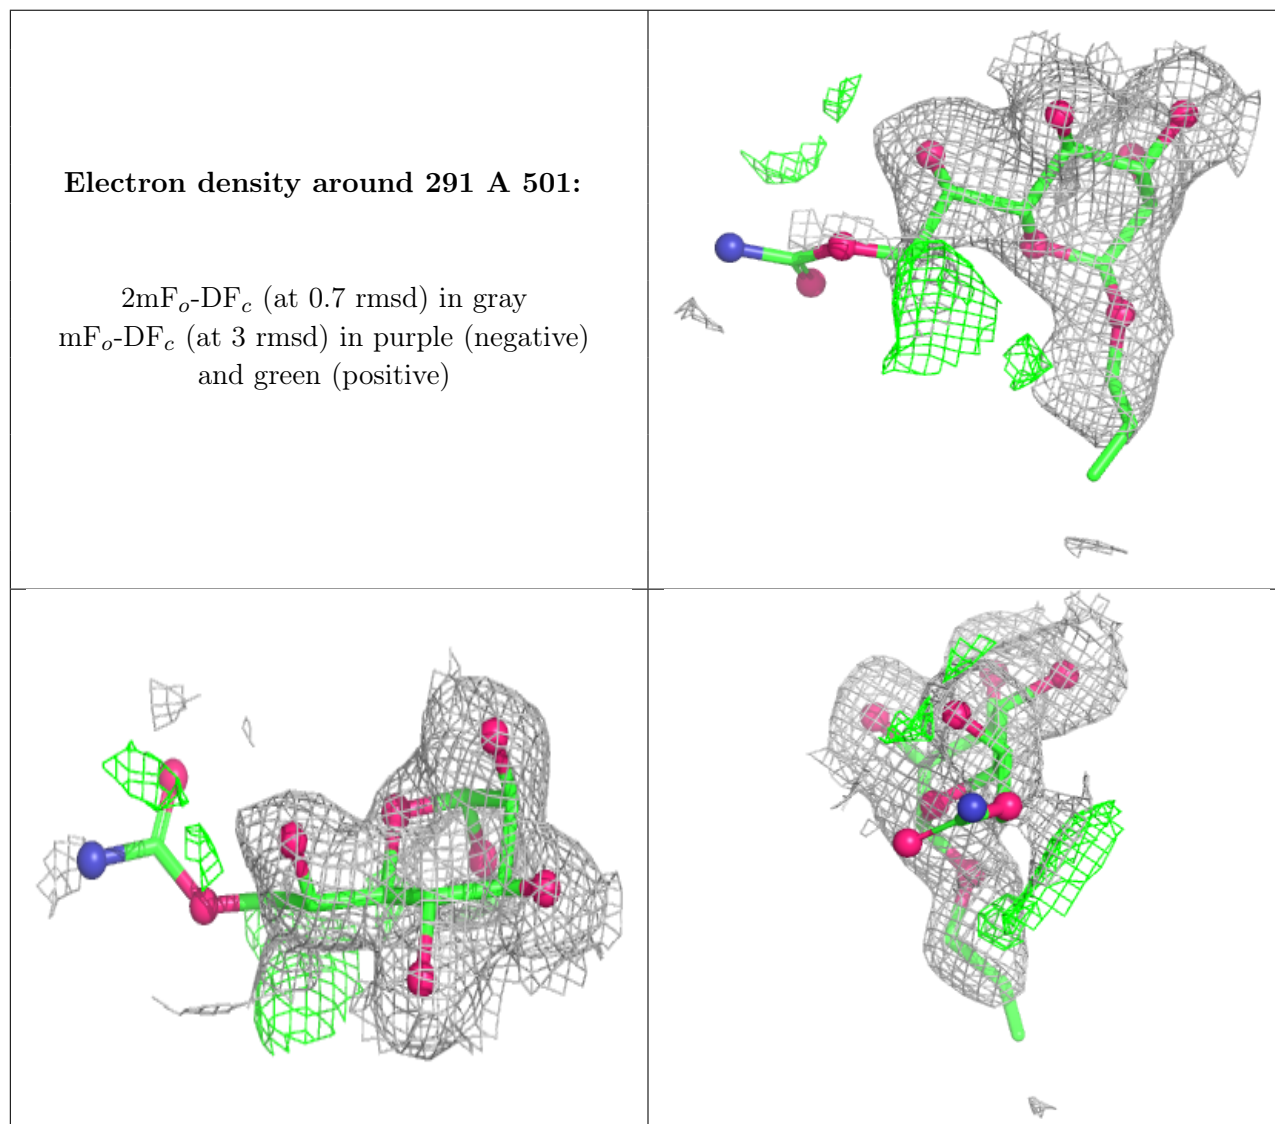 Electron density around 291 A 501:
2mFo-DFc (at 0.7 rmsd) in gray
mFo-DFc (at 3 rmsd) in purple (negative)
and green (positive)